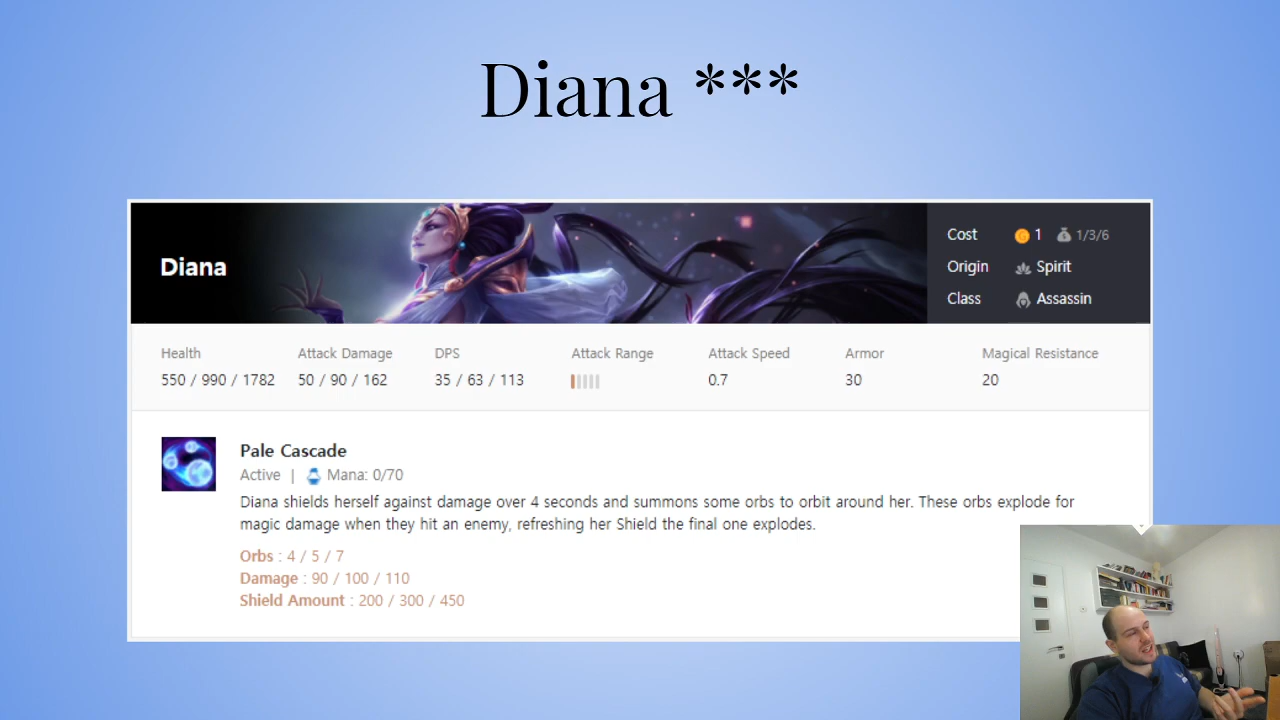 Diana ***
Diana
Cost 1 1/3/6
Origin Spirit
Class Assassin
Health Attack Damage DPS Attack Range Attack Speed Armor Magical Resistance
550 / 990 / 1782 50 / 90 / 162 35 / 63 / 113 0.7 30 20
Pale Cascade
Active | Mana: 0/70
Diana shields herself against damage over 4 seconds and summons some orbs to orbit around her. These orbs explode for
magic damage when they hit an enemy, refreshing her Shield the final one explodes.
Orbs : 4 / 5 / 7
Damage : 90 / 100 / 110
Shield Amount : 200 / 300 / 450